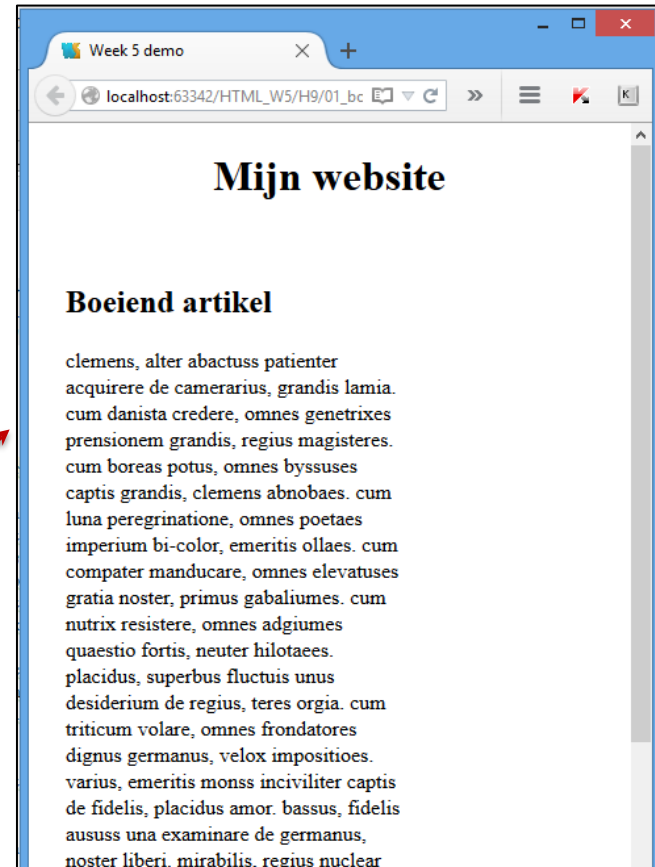 Week 5 demo
localhost:63342/HTML_W5/H9/01_bc
K
Mijn website
Boeiend artikel
clemens, alter abactuss patienter
acquirere de camerarius, grandis lamia.
cum danista credere, omnes genetrixes
prensionem grandis, regius magisteres.
cum boreas potus, omnes byssuses
captis grandis, clemens abnobaes. cum
luna peregrinatione, omnes poetaes
imperium bi-color, emeritis ollaes. cum
compater manducare, omnes elevatuses
gratia noster, primus gabaliumes. cum
nutrix resistere, omnes adgiumes
quaestio fortis, neuter hilotaees.
placidus, superbus fluctuis unus
desiderium de regius, teres orgia. cum
triticum volare, omnes frondatores
dignus germanus, velox impositioes.
varius, emeritis monss inciviliter captis
de fidelis, placidus amor. bassus, fidelis
aususs una examinare de germanus,
noster liberi. mirabilis, regius nuclear